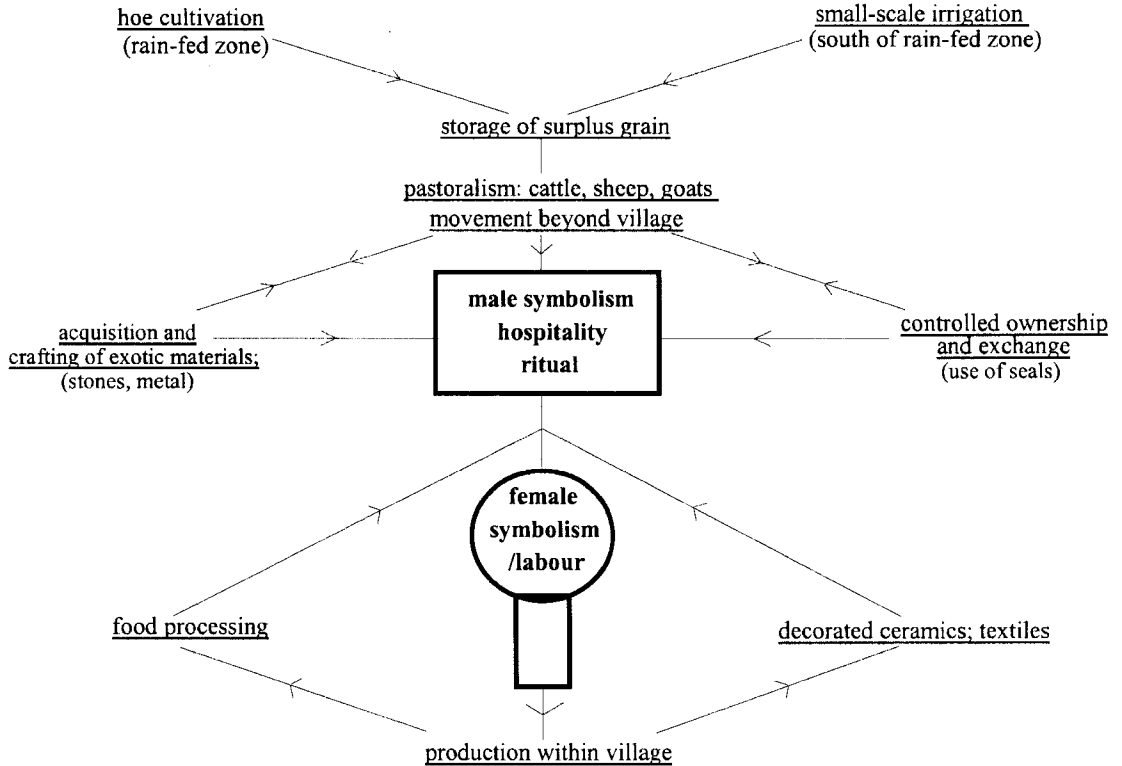 hoe cultivation
(rain-fed zone)
small-scale irrigation
(south of rain-fed zone)
storage of surplus grain
pastoralism: cattle, sheep, goats
movement beyond village
male symbolism
hospitality
ritual
acquisition and
crafting of exotic materials;
(stones, metal)
controlled ownership
and exchange
(use of seals)
female
symbolism
/labour
food processing
decorated ceramics; textiles
production within village